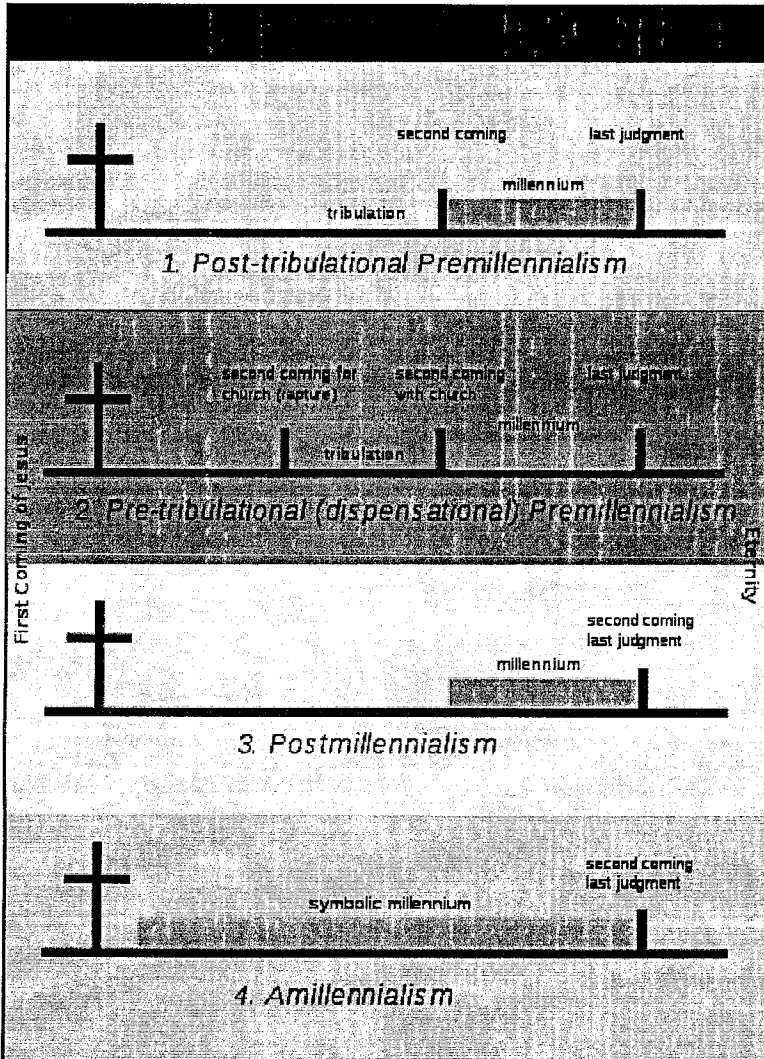 second coming
last judgment
millennium
tribulation
1. Post-tribulational Premillennialism
second coming for
church (rapture)
second coming
with church
last judgment
millennium
tribulation
2. Pre-tribulational (dispensational) Premillennialism
First Coming of Jesus
Eternity
second coming
last judgment
millennium
3. Postmillennialism
second coming
last judgment
symbolic millennium
4. Amillennialism